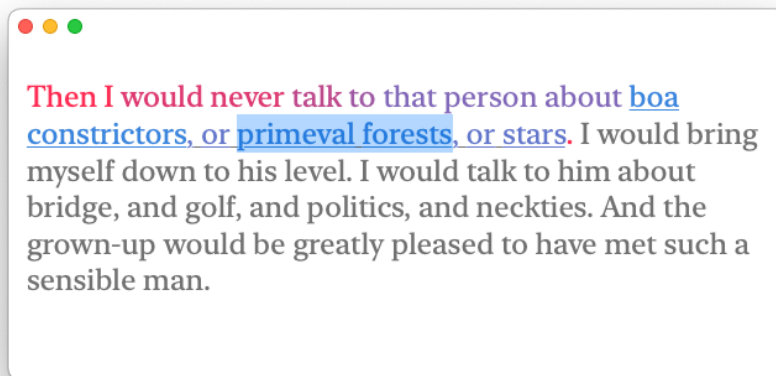 Then I would never talk to that person about boa
constrictors, or primeval forests, or stars. I would bring
myself down to his level. I would talk to him about
bridge, and golf, and politics, and neckties. And the
grown-up would be greatly pleased to have met such a
sensible man.